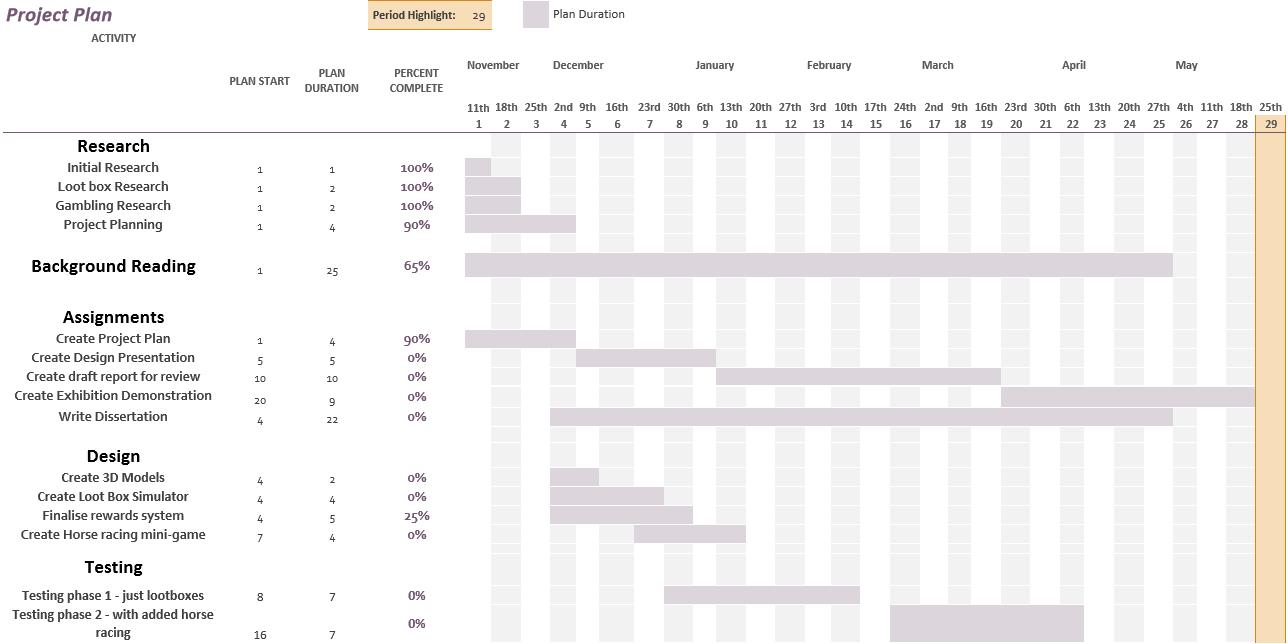 Project Plan
Period Highlight: 29
Plan Duration
ACTIVITY
PLAN START
PLAN DURATION
PERCENT COMPLETE
November December January February March April May
11th 18th 25th 2nd 9th 16th 23rd 30th 6th 13th 20th 27th 3rd 10th 17th 24th 2nd 9th 16th 23rd 30th 6th 13th 20th 27th 4th 11th 18th 25th
1 2 3 4 5 6 7 8 9 10 11 12 13 14 15 16 17 18 19 20 21 22 23 24 25 26 27 28 29
Research
Initial Research 1 1 100%
Loot box Research 1 2 100%
Gambling Research 1 2 100%
Project Planning 1 4 90%
Background Reading 1 25 65%
Assignments
Create Project Plan 1 4 90%
Create Design Presentation 5 5 0%
Create draft report for review 10 10 0%
Create Exhibition Demonstration 20 9 0%
Write Dissertation 4 22 0%
Design
Create 3D Models 4 2 0%
Create Loot Box Simulator 4 4 0%
Finalise rewards system 4 5 25%
Create Horse racing mini-game 7 4 0%
Testing
Testing phase 1 - just lootboxes 8 7 0%
Testing phase 2 - with added horse
racing 16 7 0%